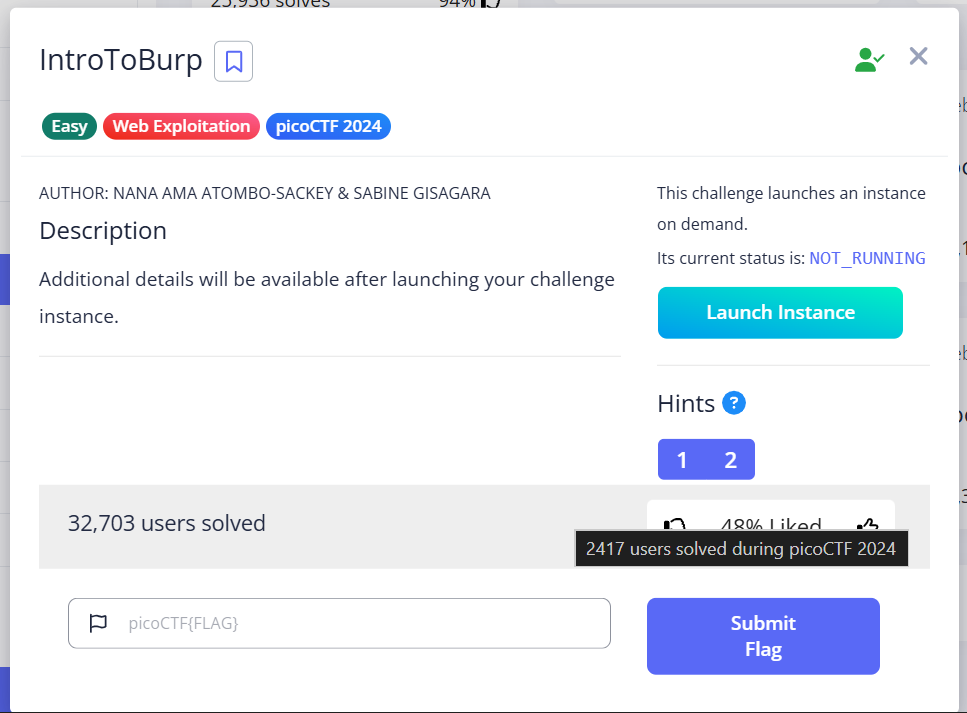 25,936 solves 94%
IntroToBurp
Easy Web Exploitation picoCTF 2024
AUTHOR: NANA AMA ATOMBO-SACKEY & SABINE GISAGARA
Description
Additional details will be available after launching your challenge
instance.
This challenge launches an instance
on demand.
Its current status is: NOT_RUNNING
Launch Instance
Hints ?
1 2
32,703 users solved
48% Liked
2417 users solved during picoCTF 2024
picoCTF{FLAG}
Submit
Flag